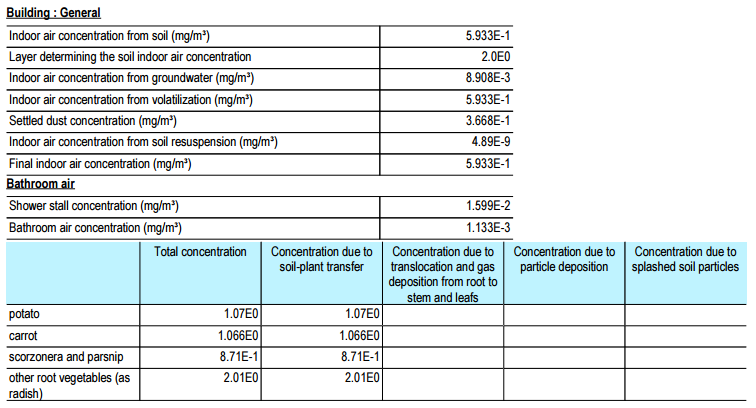 Building : General
Indoor air concentration from soil (mg/m³) 5.933E-1
Layer determining the soil indoor air concentration 2.0E0
Indoor air concentration from groundwater (mg/m³) 8.908E-3
Indoor air concentration from volatilization (mg/m³) 5.933E-1
Settled dust concentration (mg/m³) 3.668E-1
Indoor air concentration from soil resuspension (mg/m³) 4.89E-9
Final indoor air concentration (mg/m³) 5.933E-1
Bathroom air
Shower stall concentration (mg/m³) 1.599E-2
Bathroom air concentration (mg/m³) 1.133E-3
Total concentration Concentration due to Concentration due to Concentration due to Concentration due to
soil-plant transfer translocation and gas particle deposition splashed soil particles
deposition from root to
stem and leafs
potato 1.07E0 1.07E0
carrot 1.066E0 1.066E0
scorzonera and parsnip 8.71E-1 8.71E-1
other root vegetables (as 2.01E0 2.01E0
radish)